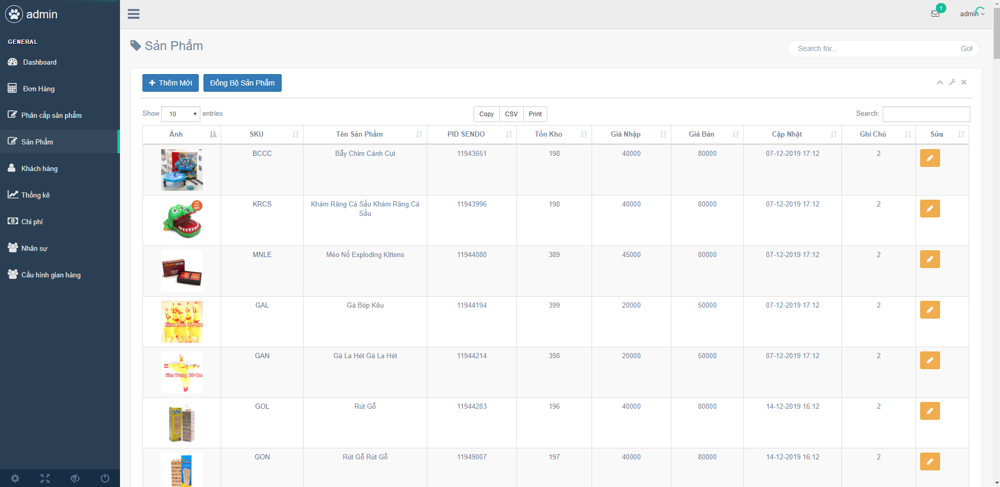 admin
1
admin
GENERAL
Dashboard
Đơn Hàng
Phân cấp sản phẩm
Sản Phẩm
Khách hàng
Thống kê
Chi phí
Nhân sự
Cấu hình gian hàng
Sản Phẩm
Search for...
Go!
Thêm Mới
Đồng Bộ Sản Phẩm
Show 10 entries
Copy CSV Print
Search:
Ảnh SKU Tên Sản Phẩm PID SENDO Tồn Kho Giá Nhập Giá Bán Cập Nhật Ghi Chú Sửa
BCCC Bẫy Chim Cánh Cụt 11943651 198 40000 80000 07-12-2019 17:12 2
KRCS Khám Răng Cá Sấu Khám Răng Cá 11943996 198 40000 80000 07-12-2019 17:12 2
Sấu
MNLE Mèo Nổ Exploding Kittens 11944080 389 45000 80000 07-12-2019 17:12 2
GAL Gà Bóp Kêu 11944194 399 20000 50000 07-12-2019 17:12 2
Size Lớn 42 Cm
GAN Gà La Hét Gà La Hét 11944214 398 20000 50000 07-12-2019 17:12 2
Size Trung 30 Cm
GOL Rút Gỗ 11944283 196 40000 80000 14-12-2019 16:12 2
GON Rút Gỗ Rút Gỗ 11949007 197 40000 80000 14-12-2019 16:12 2